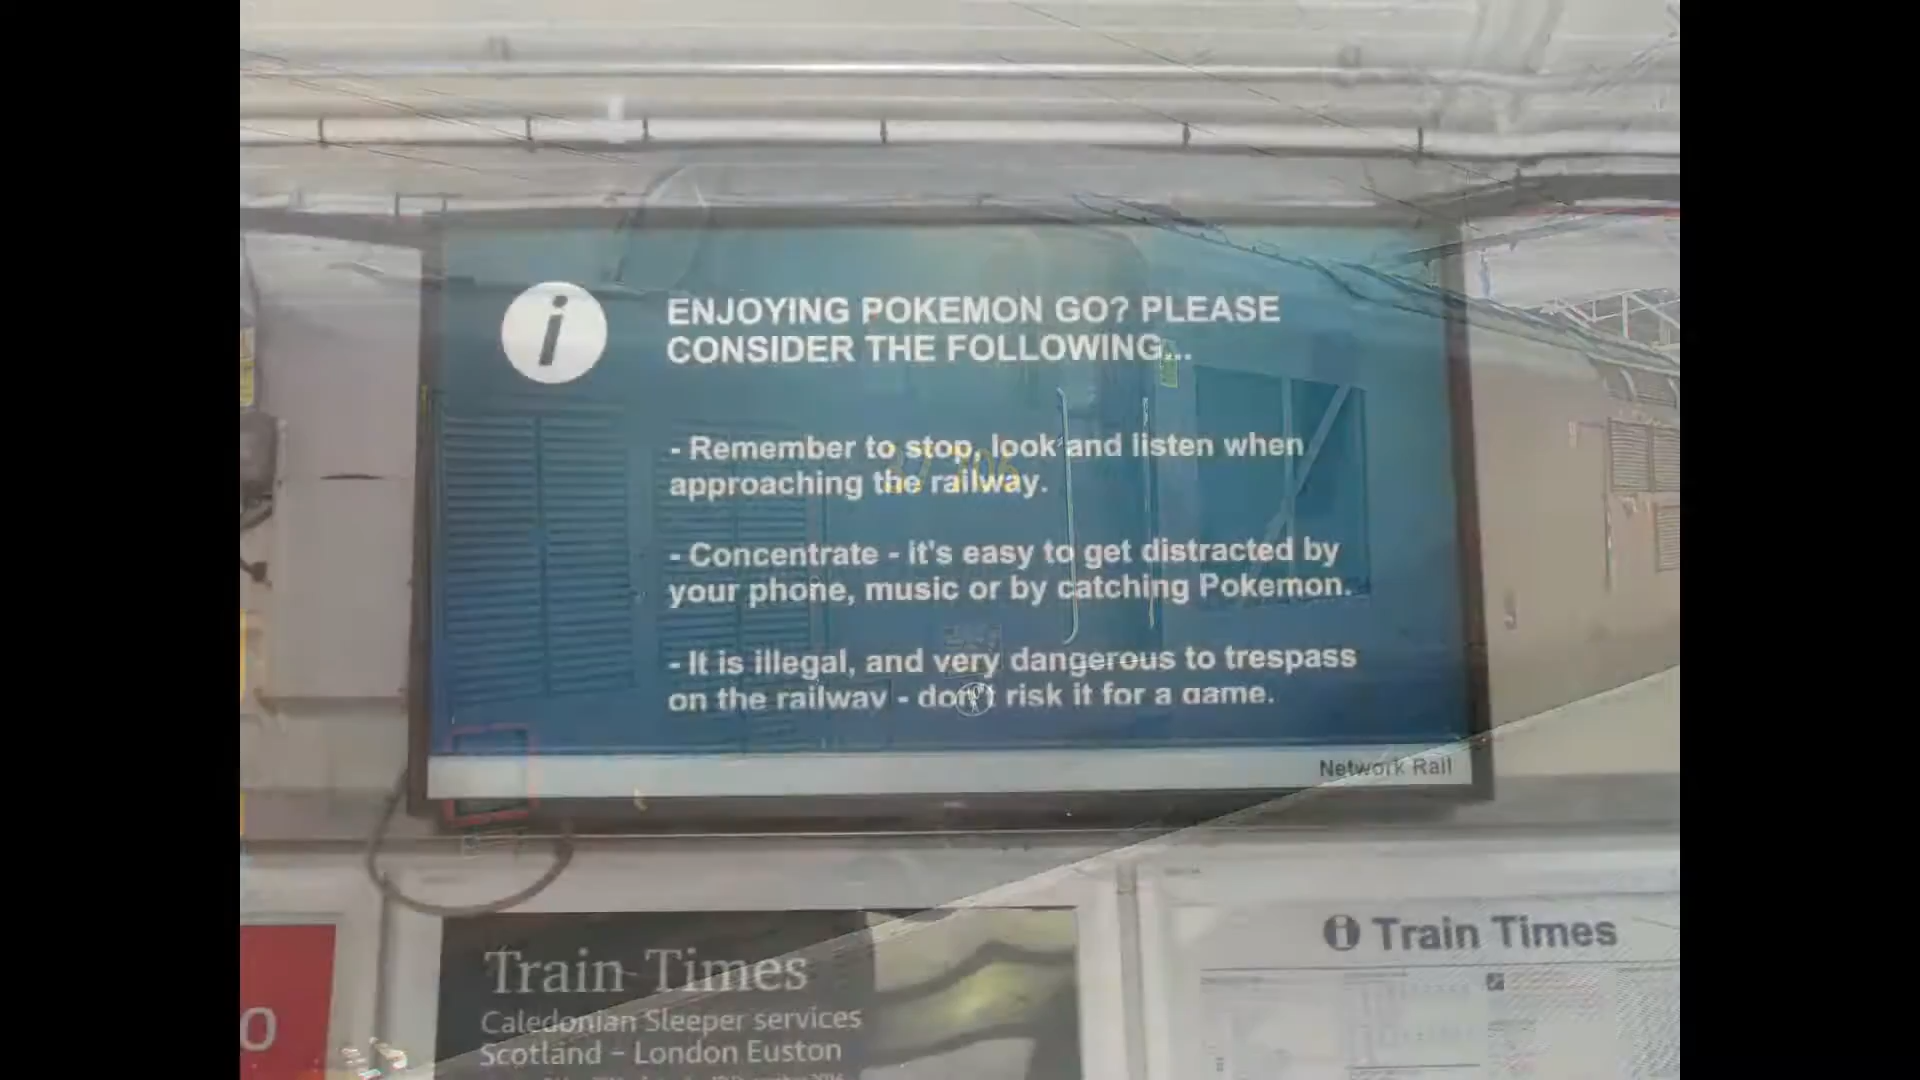 i
ENJOYING POKEMON GO? PLEASE
CONSIDER THE FOLLOWING...
- Remember to stop, look and listen when
approaching the railway.
- Concentrate - it's easy to get distracted by
your phone, music or by catching Pokemon.
- It is illegal, and very dangerous to trespass
on the railway - don't risk it for a game.
Network Rail
i Train Times
Train Times
Caledonian Sleeper services
Scotland – London Euston